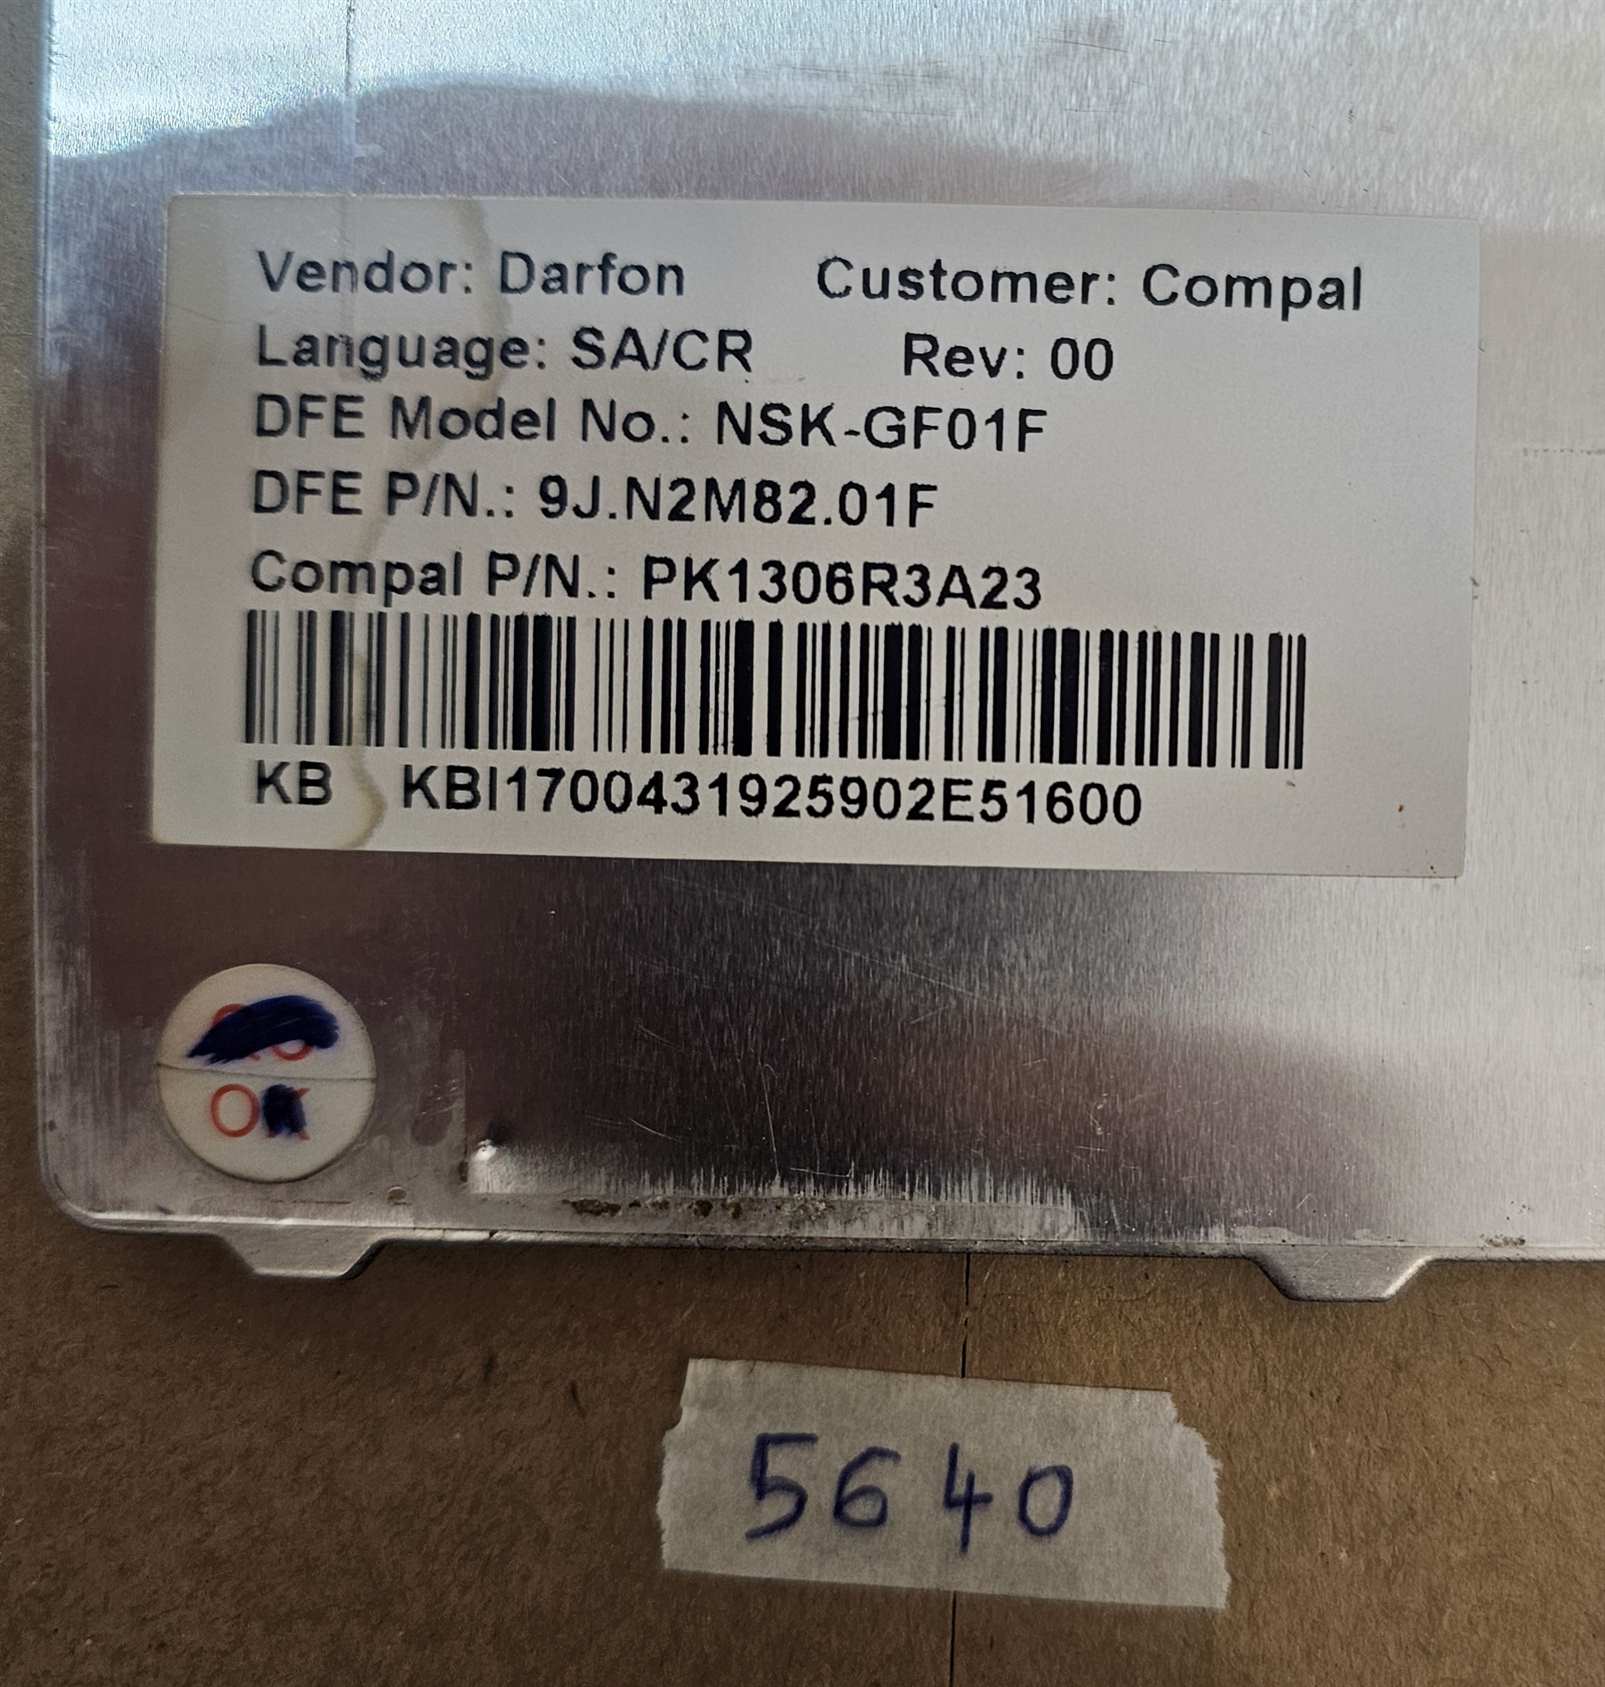 Vendor: Darfon Customer: Compal
Language: SA/CR Rev: 00
DFE Model No.: NSK-GF01F
DFE P/N.: 9J.N2M82.01F
Compal P/N.: PK1306R3A23
KB KBI1700431925902E51600
OK
5640